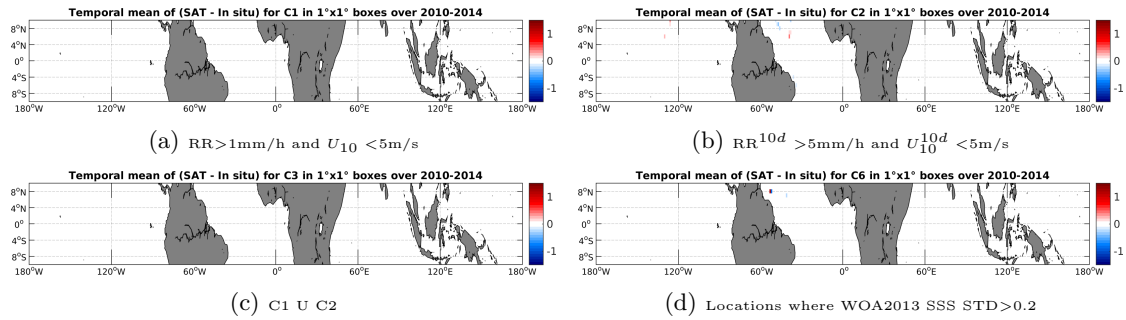 Temporal mean of (SAT - In situ) for C1 in 1°x1° boxes over 2010-2014
8°N
4°N
0°
4°S
8°S
180°W 120°W 60°W 0° 60°E 120°E 180°W
1
0
-1
(a) RR>1mm/h and U10 <5m/s
Temporal mean of (SAT - In situ) for C2 in 1°x1° boxes over 2010-2014
8°N
4°N
0°
4°S
8°S
180°W 120°W 60°W 0° 60°E 120°E 180°W
1
0
-1
(b) RR^10d >5mm/h and U10^10d <5m/s
Temporal mean of (SAT - In situ) for C3 in 1°x1° boxes over 2010-2014
8°N
4°N
0°
4°S
8°S
180°W 120°W 60°W 0° 60°E 120°E 180°W
1
0
-1
(c) C1 U C2
Temporal mean of (SAT - In situ) for C6 in 1°x1° boxes over 2010-2014
8°N
4°N
0°
4°S
8°S
180°W 120°W 60°W 0° 60°E 120°E 180°W
1
0
-1
(d) Locations where WOA2013 SSS STD>0.2